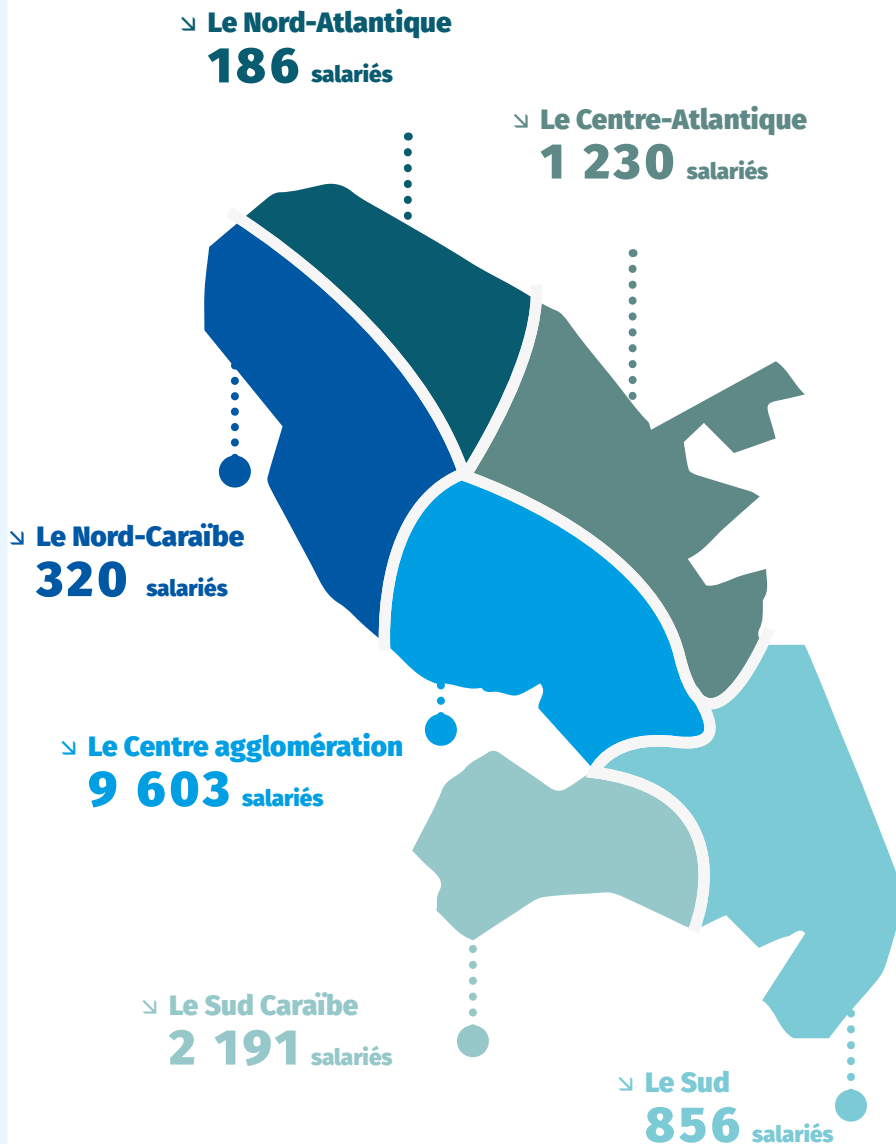 Le Nord-Atlantique
186 salariés
Le Centre-Atlantique
1 230 salariés
Le Nord-Caraïbe
320 salariés
Le Centre agglomération
9 603 salariés
Le Sud Caraïbe
2 191 salariés
Le Sud
856 salariés